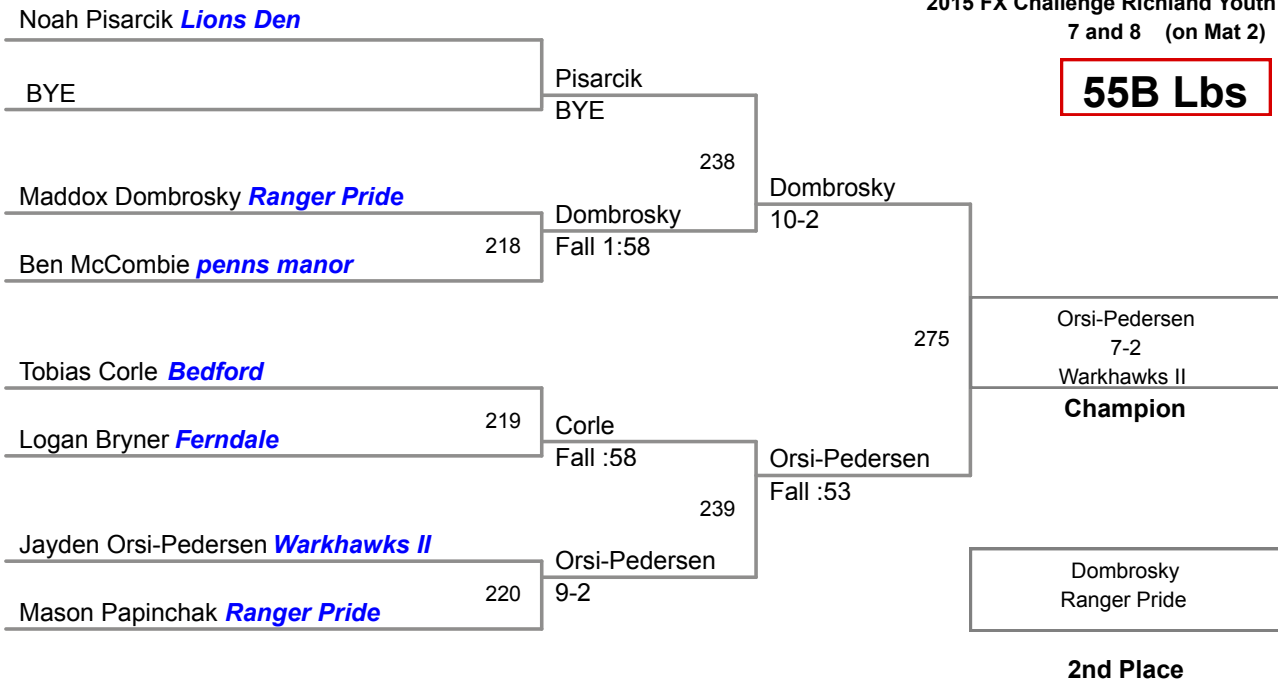 2015 FX Challenge Richland Youth
7 and 8 (on Mat 2)
55B Lbs
Noah Pisarcik Lions Den
BYE
Pisarcik
BYE
238
Maddox Dombrosky Ranger Pride
218
Ben McCombie penns manor
Dombrosky
Fall 1:58
Dombrosky
10-2
275
Tobias Corle Bedford
219
Logan Bryner Ferndale
Corle
Fall :58
239
Jayden Orsi-Pedersen Warkhawks II
220
Mason Papinchak Ranger Pride
Orsi-Pedersen
9-2
Orsi-Pedersen
Fall :53
Orsi-Pedersen
7-2
Warkhawks II
Champion
Dombrosky
Ranger Pride
2nd Place